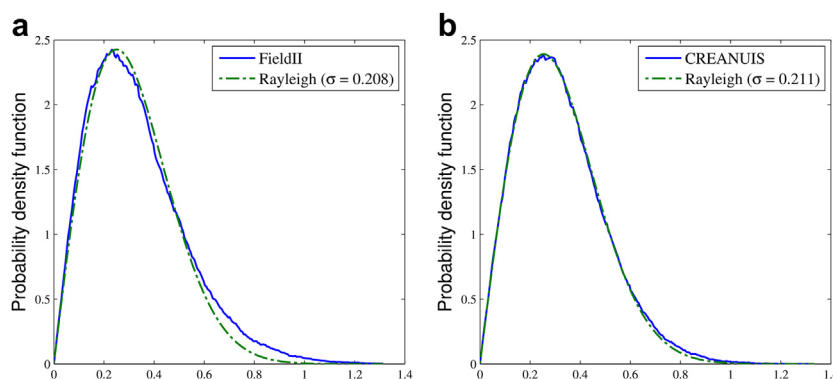 a
2.5
2
1.5
1
0.5
0
0 0.2 0.4 0.6 0.8 1 1.2 1.4
Probability density function
FieldII
Rayleigh (σ = 0.208)
b
2.5
2
1.5
1
0.5
0
0 0.2 0.4 0.6 0.8 1 1.2 1.4
Probability density function
CREANUIS
Rayleigh (σ = 0.211)